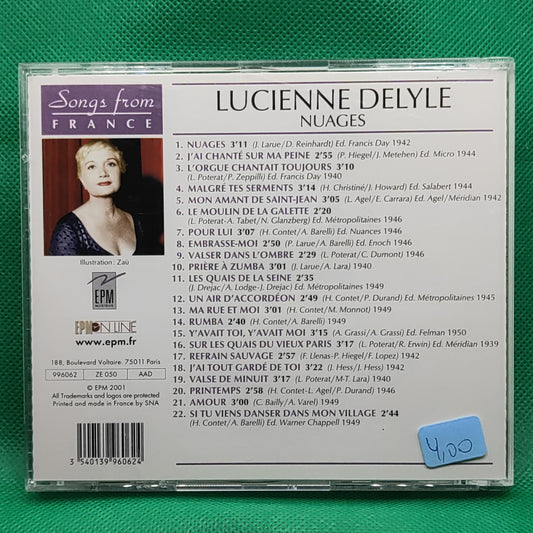 Songs from
FRANCE
LUCIENNE DELYLE
NUAGES
1. NUAGES 3'11 (J. Larue/D. Reinhardt) Ed. Francis Day 1942
2. J'AI CHANTÉ SUR MA PEINE 2'55 (P. Hiegel/J. Metehen) Ed. Micro 1944
3. L'ORGUE CHANTAIT TOUJOURS 3'10
(L. Poterat/P. Zeppilli) Ed. Francis Day 1940
4. MALGRÉ TES SERMENTS 3'14 (H. Christiné/J. Howard) Ed. Salabert 1944
5. MON AMANT DE SAINT-JEAN 3'05 (L. Agel/E. Carrara) Ed. Agel/Méridian 1942
6. LE MOULIN DE LA GALETTE 2'20
(L. Poterat-A. Tabet/N. Glanzberg) Ed. Métropolitaines 1946
7. POUR LUI 3'07 (H. Contet/A. Barelli) Ed. Nuances 1946
8. EMBRASSE-MOI 2'50 (P. Larue/A. Barelli) Ed. Enoch 1946
9. VALSER DANS L'OMBRE 2'29 (L. Poterat/C. Dumont) 1946
10. PRIÈRE À ZUMBA 3'01 (J. Larue/A. Lara) 1940
11. LES QUAIS DE LA SEINE 2'35
(J. Drejac/A. Lodge-J. Drejac) Ed. Métropolitaines 1949
12. UN AIR D'ACCORDÉON 2'49 (H. Contet/P. Durand) Ed. Métropolitaines 1945
13. MA RUE ET MOI 3'01 (H. Contet/M. Monnot) 1949
14. RUMBA 2'40 (H. Contet/A. Barelli) 1949
15. Y'AVAIT TOI, Y'AVAIT MOI 3'15 (A. Grassi/A. Grassi) Ed. Felman 1950
16. SUR LES QUAIS DU VIEUX PARIS 3'17 (L. Poterat/R. Erwin) Ed. Méridian 1939
17. REFRAIN SAUVAGE 2'57 (F. Llenas-P. Hiegel/F. Lopez) 1942
18. J'AI TOUT GARDÉ DE TOI 3'22 (J. Hess/J. Hess) 1942
19. VALSE DE MINUIT 3'17 (L. Poterat/M-T. Lara) 1940
20. PRINTEMPS 2'58 (H. Contet-L. Agel/P. Durand) 1946
21. AMOUR 3'00 (C. Bailly/A. Varel) 1949
22. SI TU VIENS DANSER DANS MON VILLAGE 2'44
(H. Contet/A. Barelli) Ed. Warner Chappell 1949
Illustration : Zaü
EPM
EPM ON LINE
www.epm.fr
188, Boulevard Voltaire. 75011 Paris
996062 ZE 050 AAD
© EPM 2001
All Trademarks and logos are protected
Printed and made in France by SNA
3 540139 960624
4,00